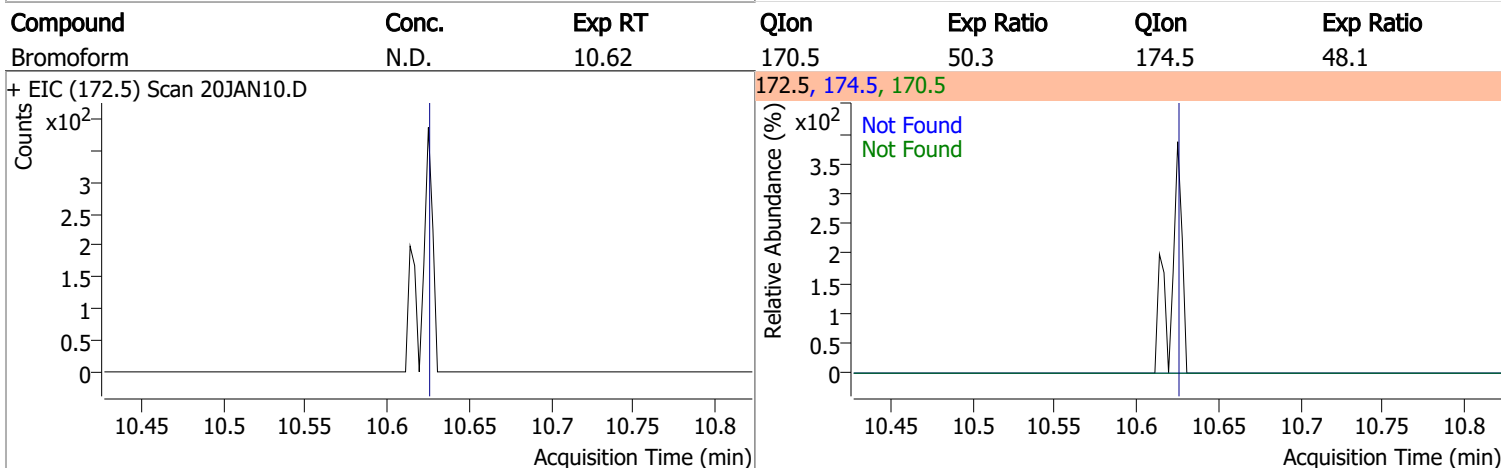 Compound Conc. Exp RT QIon Exp Ratio QIon Exp Ratio
Bromoform N.D. 10.62 170.5 50.3 174.5 48.1
+ EIC (172.5) Scan 20JAN10.D
Counts
x10²
3
2.5
2
1.5
1
0.5
0
10.45 10.5 10.55 10.6 10.65 10.7 10.75 10.8
Acquisition Time (min)
172.5, 174.5, 170.5
Relative Abundance (%)
x10²
Not Found
Not Found
3.5
3
2.5
2
1.5
1
0.5
0
10.45 10.5 10.55 10.6 10.65 10.7 10.75 10.8
Acquisition Time (min)